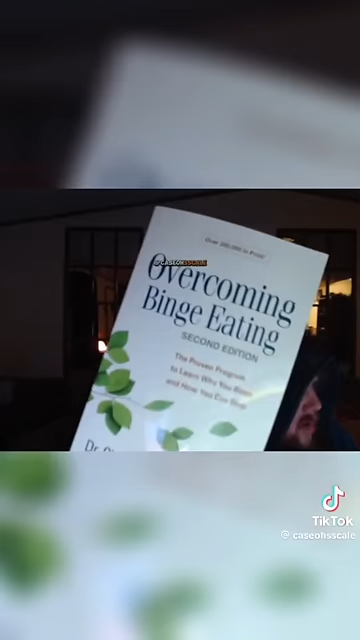 Over 200,000 in Print!
@CASEOHSSCALE
Overcoming
Binge Eating
SECOND EDITION
The Proven Program
to Learn Why You Binge
and How You Can Stop
Dr.
TikTok
@caseohsscale